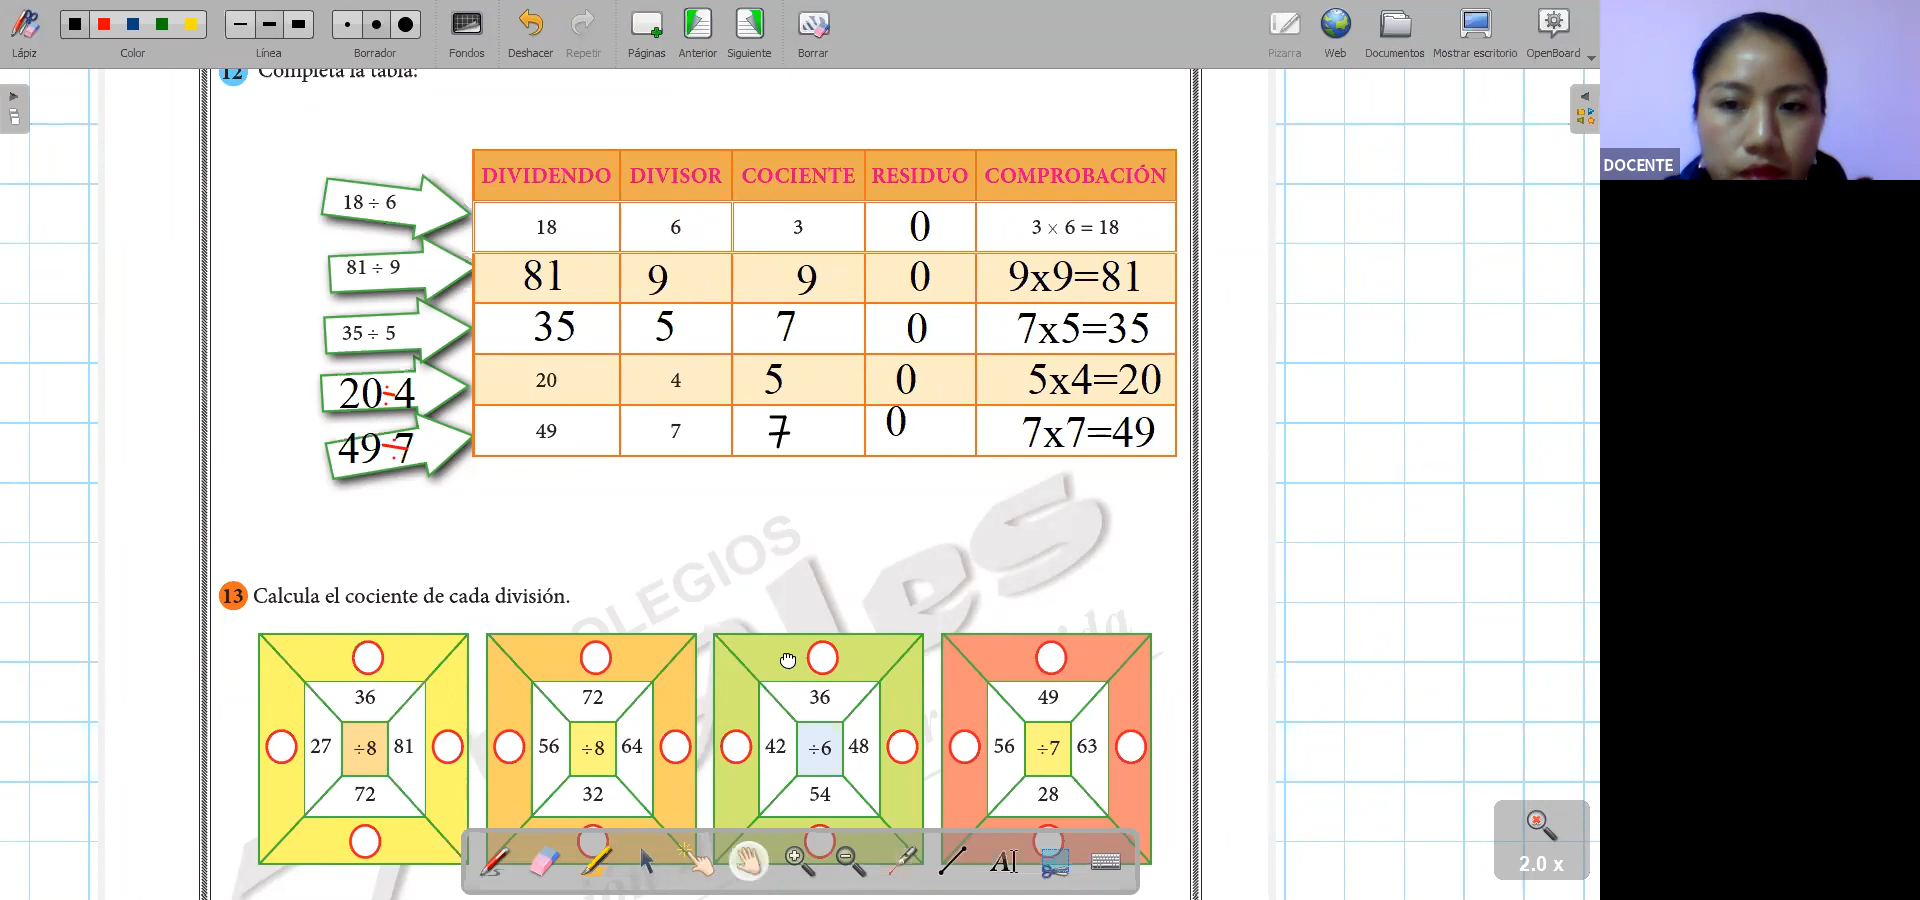 Lápiz
Color
Línea
Borrador
Fondos
Deshacer
Repetir
Páginas
Anterior
Siguiente
Borrar
Pizarra
Web
Documentos
Mostrar escritorio
OpenBoard
DOCENTE
12 Completa la tabla:
DIVIDENDO DIVISOR COCIENTE RESIDUO COMPROBACIÓN
18 ÷ 6 18 6 3 0 3 × 6 = 18
81 ÷ 9 81 9 9 0 9x9=81
35 ÷ 5 35 5 7 0 7x5=35
20÷4 20 4 5 0 5x4=20
49÷7 49 7 7 0 7x7=49
COLEGIOS
13 Calcula el cociente de cada división.
36 72 36 49
27 ÷8 81 56 ÷8 64 42 ÷6 48 56 ÷7 63
72 32 54 28
AI
2.0 x